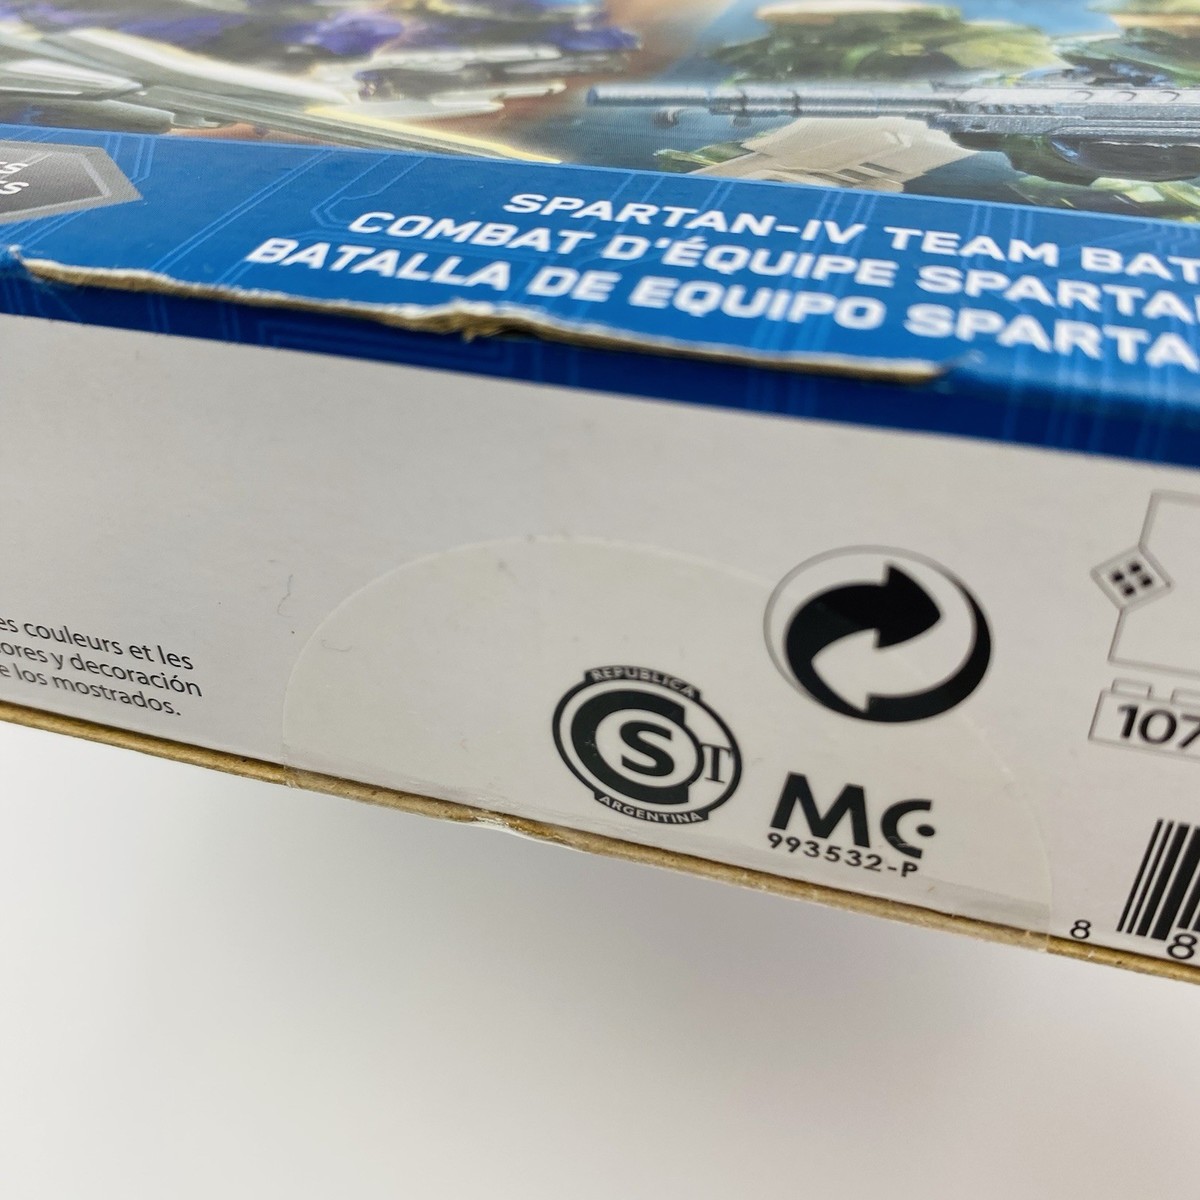 SPARTAN-IV TEAM BAT
COMBAT D'ÉQUIPE SPARTA
BATALLA DE EQUIPO SPARTA
es couleurs et les
ores y decoración
e los mostrados.
REPUBLICA
S T
ARGENTINA
MC
993532-P
107
8
8